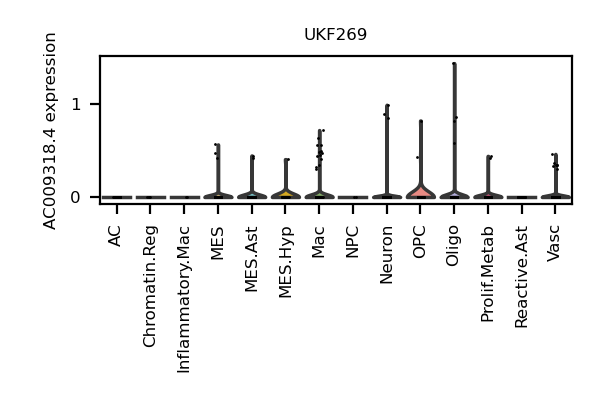 UKF269
AC009318.4 expression
1
0
AC
Chromatin.Reg
Inflammatory.Mac
MES
MES.Ast
MES.Hyp
Mac
NPC
Neuron
OPC
Oligo
Prolif.Metab
Reactive.Ast
Vasc